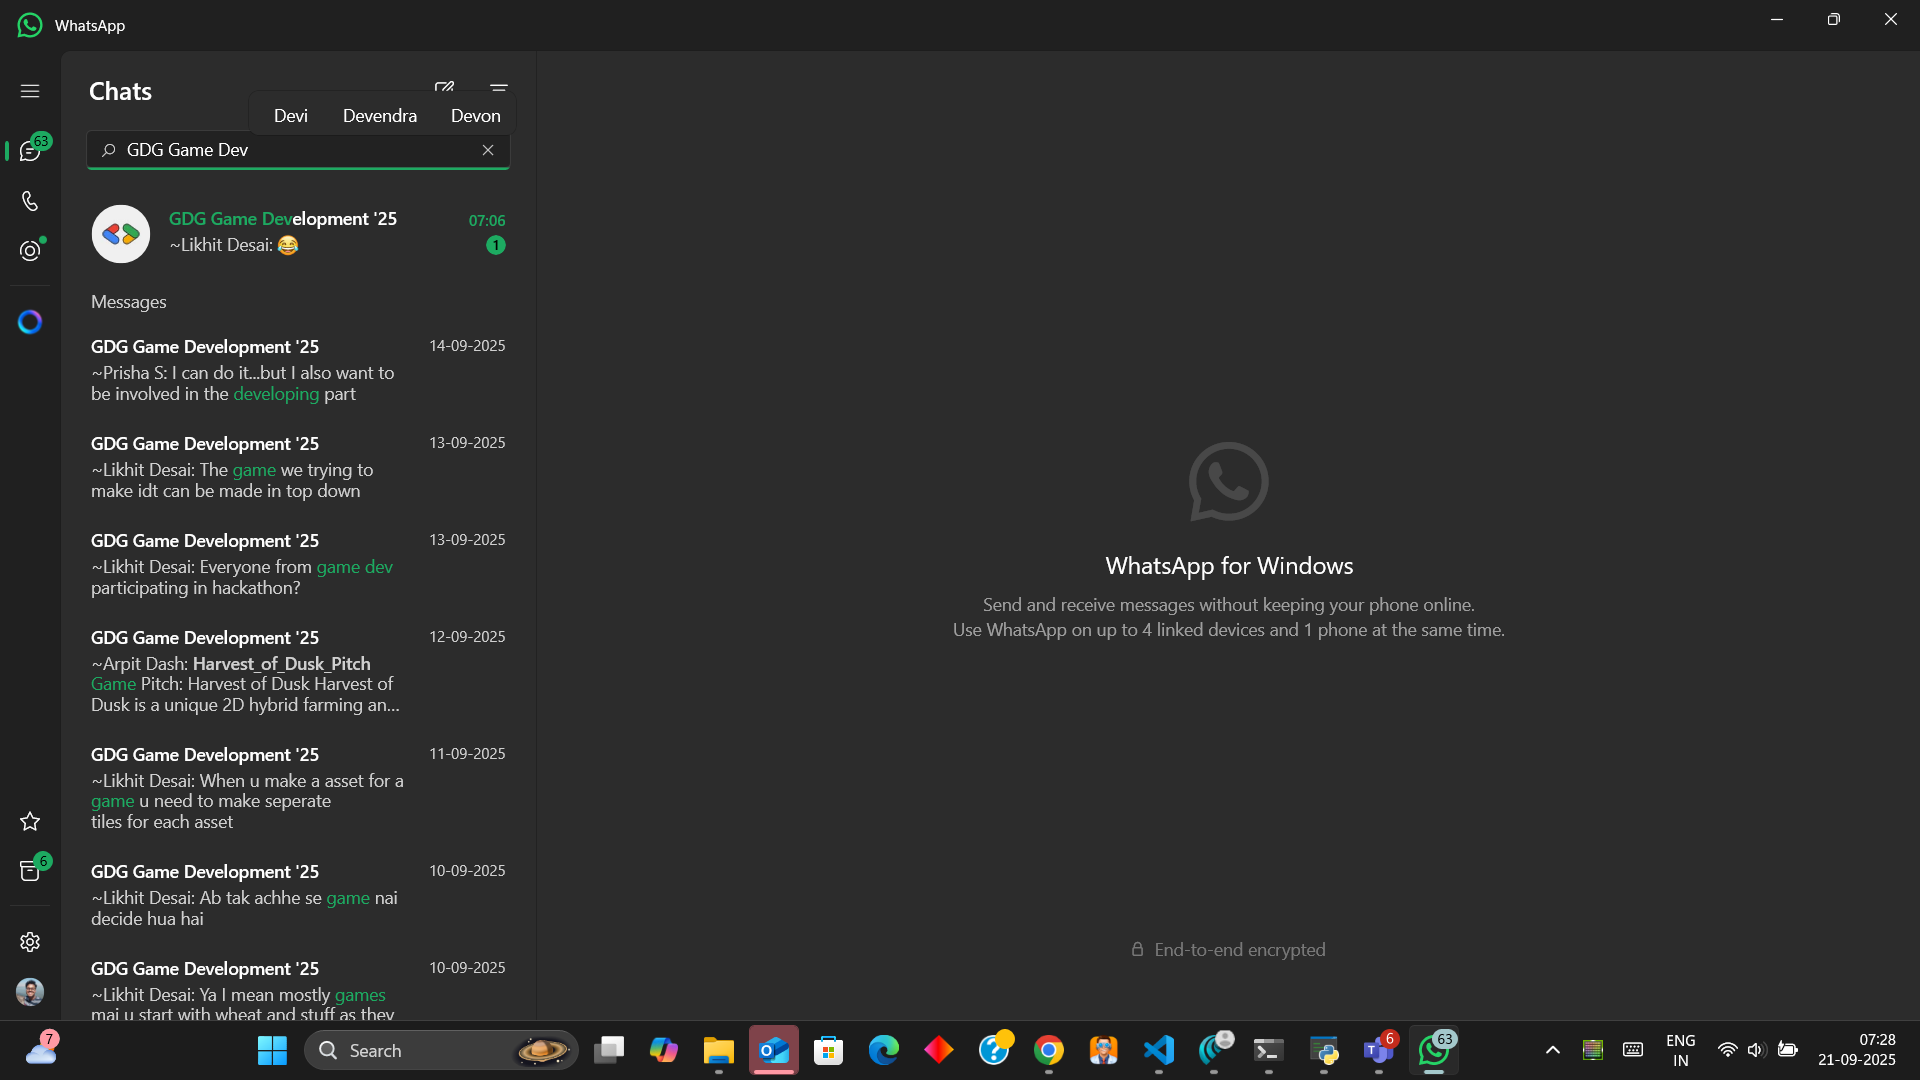 WhatsApp
Chats
Devi Devendra Devon
GDG Game Dev
63
GDG Game Development '25 07:06
~Likhit Desai: 😂 1
Messages
GDG Game Development '25 14-09-2025
~Prisha S: I can do it...but I also want to
be involved in the developing part
GDG Game Development '25 13-09-2025
~Likhit Desai: The game we trying to
make idt can be made in top down
GDG Game Development '25 13-09-2025
~Likhit Desai: Everyone from game dev
participating in hackathon?
GDG Game Development '25 12-09-2025
~Arpit Dash: Harvest_of_Dusk_Pitch
Game Pitch: Harvest of Dusk Harvest of
Dusk is a unique 2D hybrid farming an...
GDG Game Development '25 11-09-2025
~Likhit Desai: When u make a asset for a
game u need to make seperate
tiles for each asset
GDG Game Development '25 10-09-2025
~Likhit Desai: Ab tak achhe se game nai
decide hua hai
6
GDG Game Development '25 10-09-2025
~Likhit Desai: Ya I mean mostly games
mai u start with wheat and stuff as they
WhatsApp for Windows
Send and receive messages without keeping your phone online.
Use WhatsApp on up to 4 linked devices and 1 phone at the same time.
End-to-end encrypted
7
Search
6
63
ENG
IN
07:28
21-09-2025